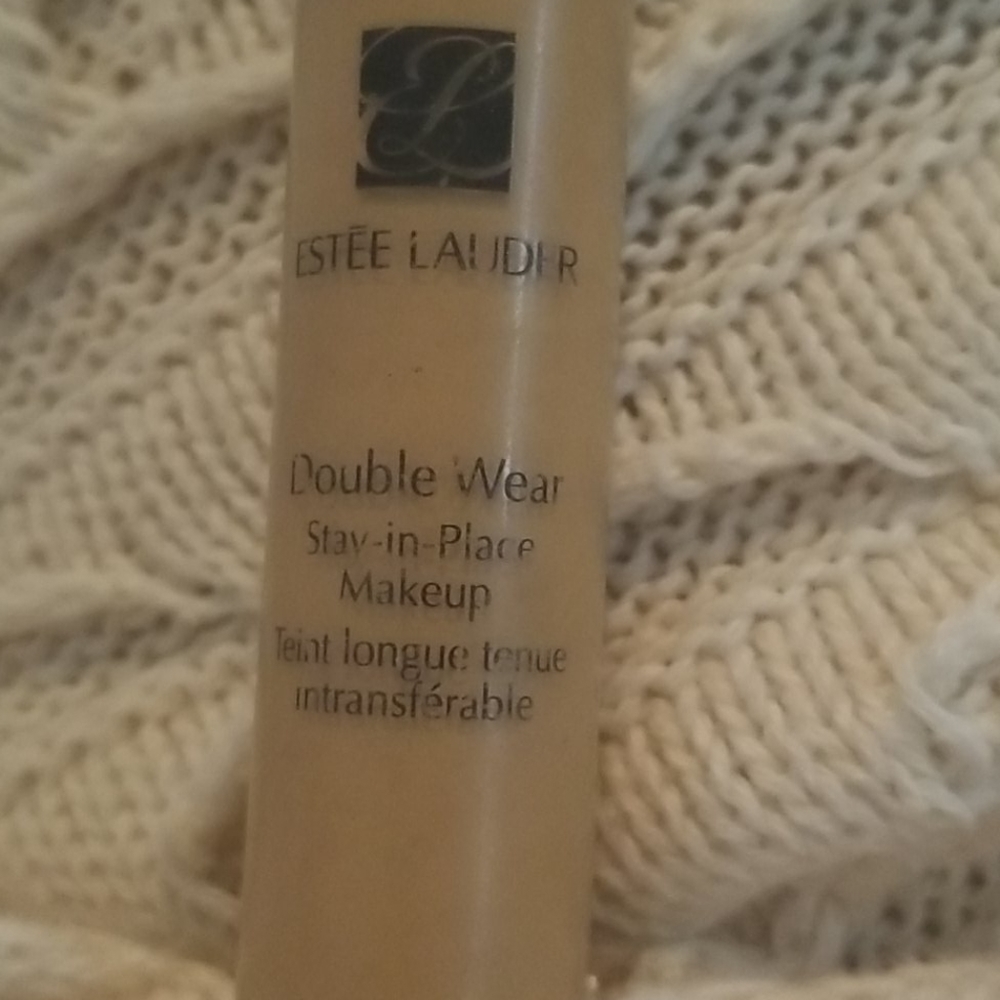 ESTĒE LAUDER
Double Wear
Stay-in-Place
Makeup
Teint longue tenue
intransférable